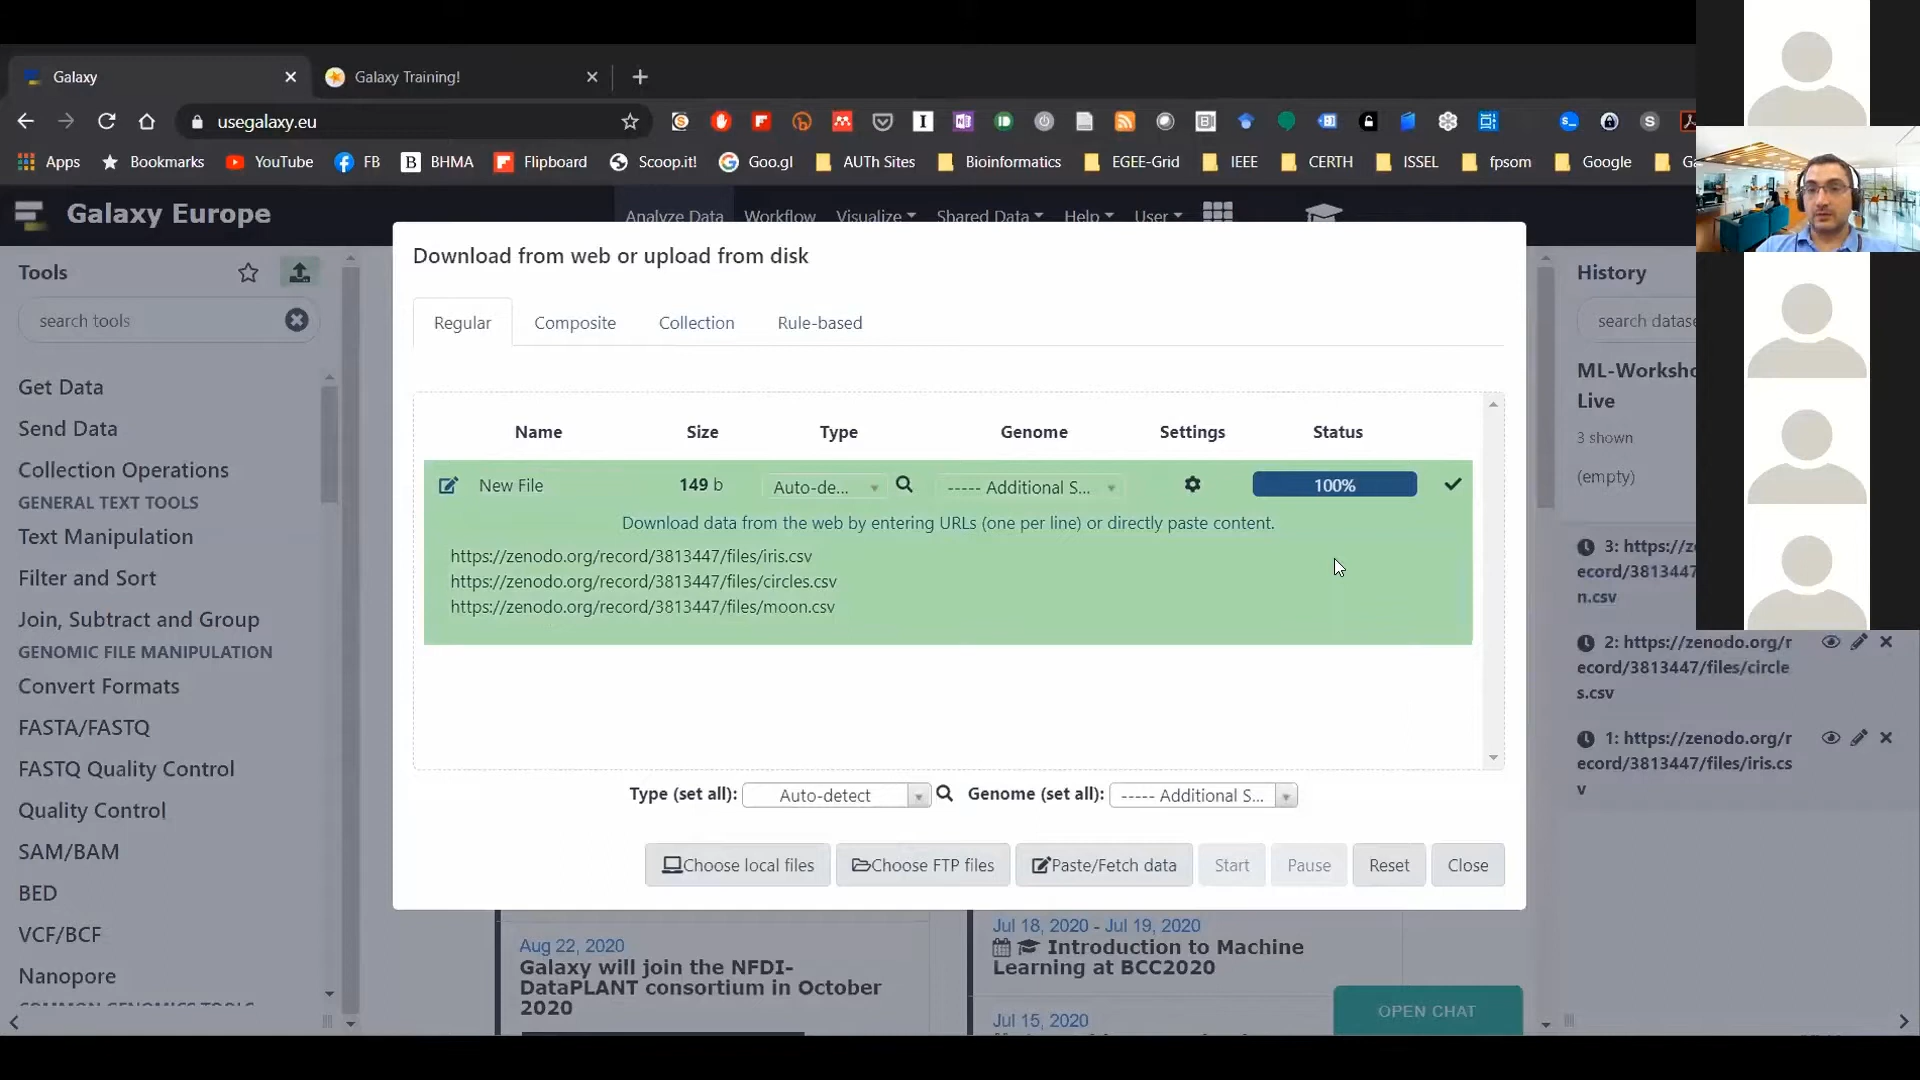 Galaxy
Galaxy Training!
usegalaxy.eu
Apps
Bookmarks
YouTube
FB
BHMA
Flipboard
Scoop.it!
Goo.gl
AUTh Sites
Bioinformatics
EGEE-Grid
IEEE
CERTH
ISSEL
fpsom
Google
Galaxy Europe
Analyze Data
Workflow
Visualize
Shared Data
Help
User
Tools
search tools
Get Data
Send Data
Collection Operations
GENERAL TEXT TOOLS
Text Manipulation
Filter and Sort
Join, Subtract and Group
GENOMIC FILE MANIPULATION
Convert Formats
FASTA/FASTQ
FASTQ Quality Control
Quality Control
SAM/BAM
BED
VCF/BCF
Nanopore
COMMON GENOMICS TOOLS
Download from web or upload from disk
Regular
Composite
Collection
Rule-based
Name
Size
Type
Genome
Settings
Status
New File
149 b
Auto-de...
----- Additional S...
100%
Download data from the web by entering URLs (one per line) or directly paste content.
https://zenodo.org/record/3813447/files/iris.csv
https://zenodo.org/record/3813447/files/circles.csv
https://zenodo.org/record/3813447/files/moon.csv
Type (set all):
Auto-detect
Genome (set all):
----- Additional S...
Choose local files
Choose FTP files
Paste/Fetch data
Start
Pause
Reset
Close
Aug 22, 2020
Galaxy will join the NFDI-
DataPLANT consortium in October
2020
Jul 18, 2020 - Jul 19, 2020
Introduction to Machine
Learning at BCC2020
Jul 15, 2020
OPEN CHAT
History
search datase
ML-Worksho
Live
3 shown
(empty)
3: https://ze
ecord/381344
n.csv
2: https://zenodo.org/r
ecord/3813447/files/circle
s.csv
1: https://zenodo.org/r
ecord/3813447/files/iris.cs
v